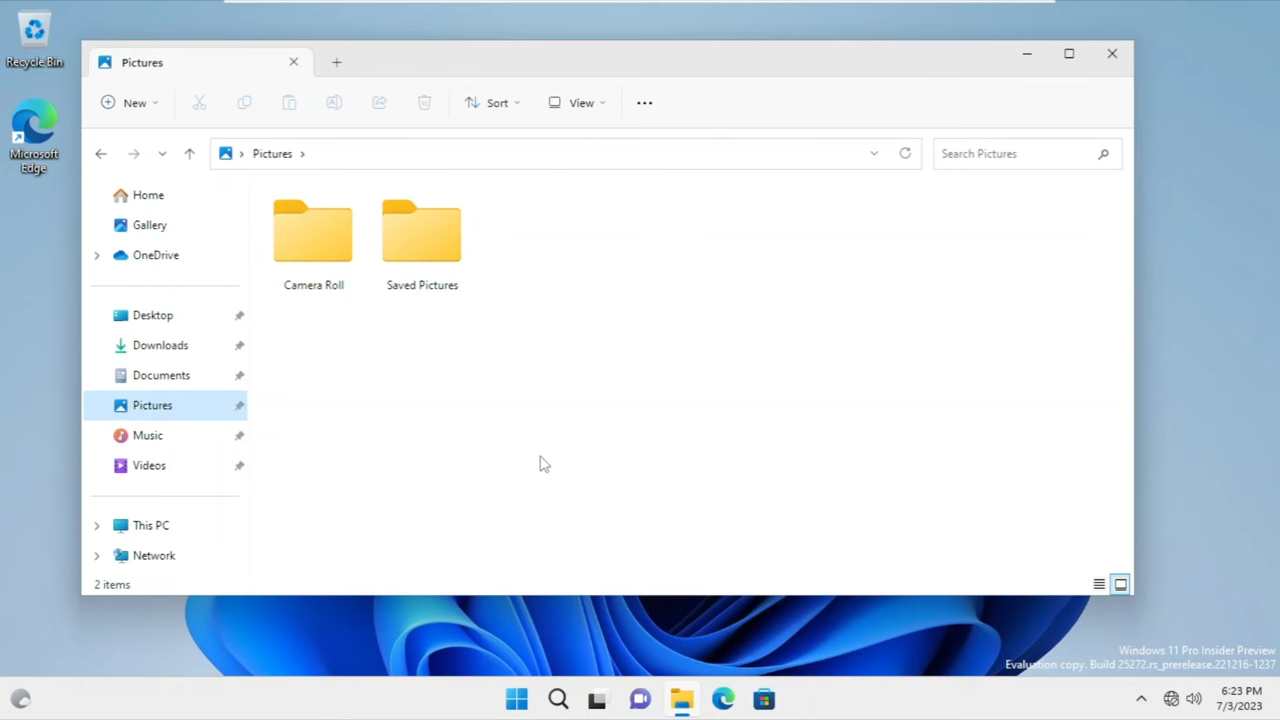 Recycle Bin
Microsoft
Edge
Pictures
New
Sort
View
Pictures
Search Pictures
Home
Gallery
OneDrive
Desktop
Downloads
Documents
Pictures
Music
Videos
This PC
Network
Camera Roll
Saved Pictures
2 items
Windows 11 Pro Insider Preview
Evaluation copy. Build 25272.rs_prerelease.221216-1237
6:23 PM
7/3/2023